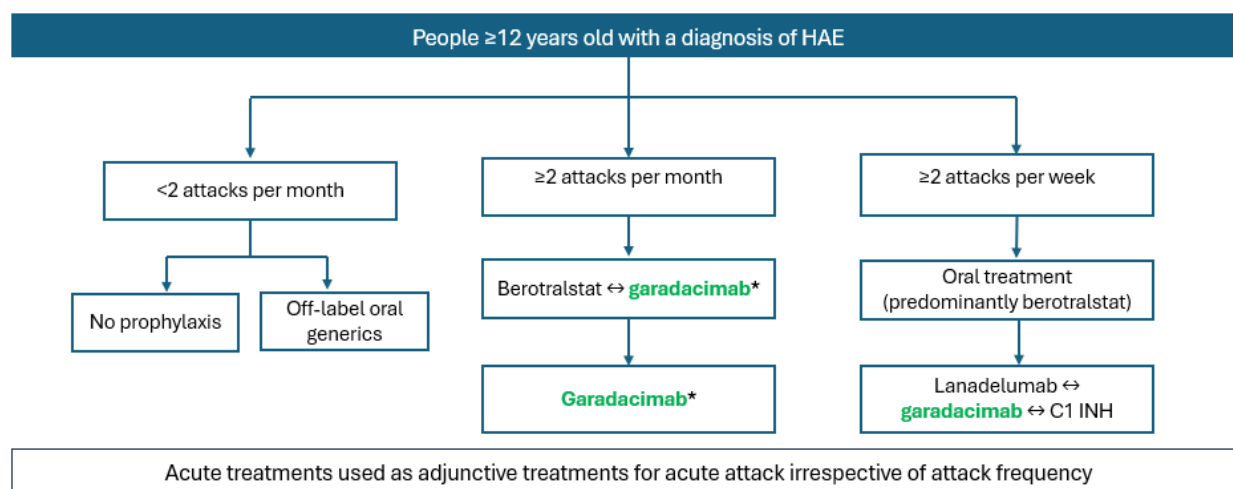 People ≥12 years old with a diagnosis of HAE
<2 attacks per month
≥2 attacks per month
≥2 attacks per week
No prophylaxis
Off-label oral
generics
Berotralstat ↔ garadacimab*
Oral treatment
(predominantly berotralstat)
Garadacimab*
Lanadelumab ↔
garadacimab ↔ C1 INH
Acute treatments used as adjunctive treatments for acute attack irrespective of attack frequency